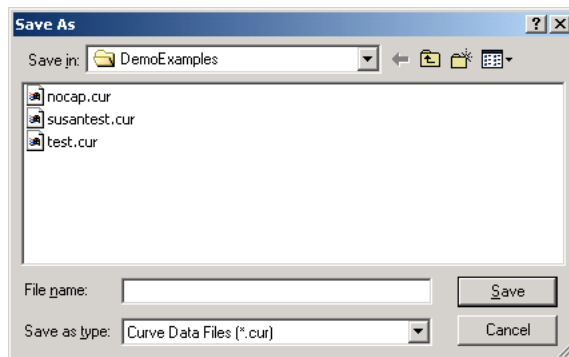 Save As
Save in: DemoExamples
nocap.cur
susantest.cur
test.cur
File name:
Save
Save as type: Curve Data Files (*.cur)
Cancel